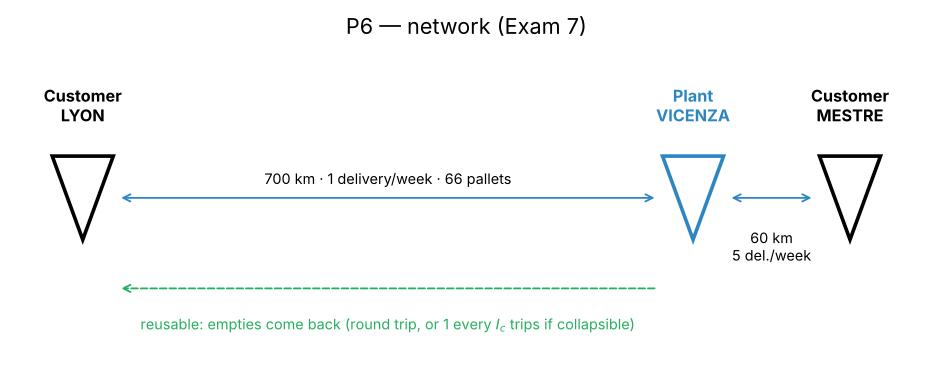 P6 — network (Exam 7)
Customer
LYON
Plant
VICENZA
Customer
MESTRE
700 km · 1 delivery/week · 66 pallets
60 km
5 del./week
reusable: empties come back (round trip, or 1 every I_c trips if collapsible)